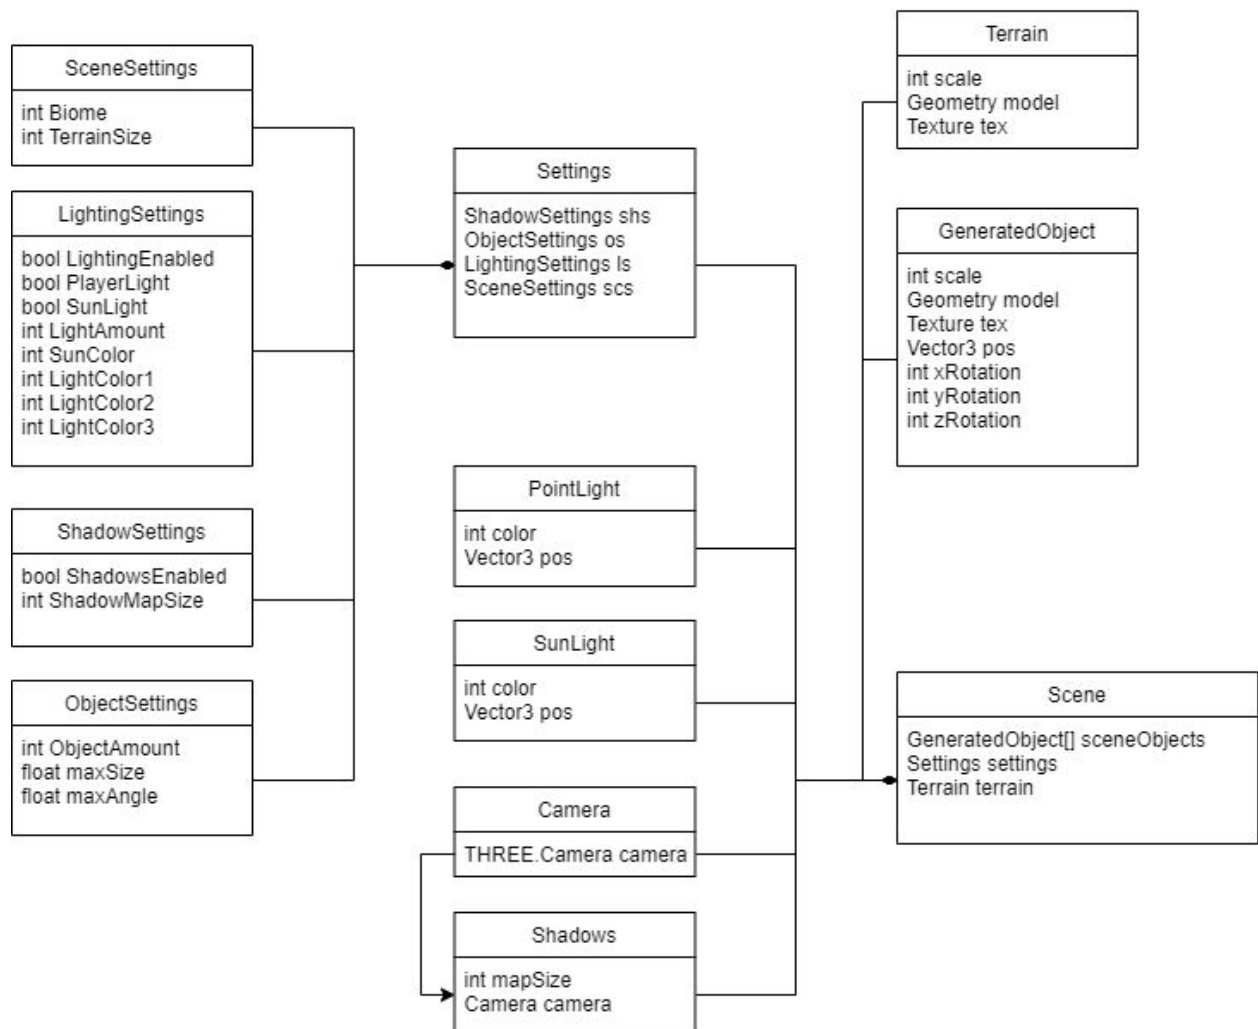 SceneSettings
int Biome
int TerrainSize
LightingSettings
bool LightingEnabled
bool PlayerLight
bool SunLight
int LightAmount
int SunColor
int LightColor1
int LightColor2
int LightColor3
ShadowSettings
bool ShadowsEnabled
int ShadowMapSize
ObjectSettings
int ObjectAmount
float maxSize
float maxAngle
Settings
ShadowSettings shs
ObjectSettings os
LightingSettings ls
SceneSettings scs
PointLight
int color
Vector3 pos
SunLight
int color
Vector3 pos
Camera
THREE.Camera camera
Shadows
int mapSize
Camera camera
Terrain
int scale
Geometry model
Texture tex
GeneratedObject
int scale
Geometry model
Texture tex
Vector3 pos
int xRotation
int yRotation
int zRotation
Scene
GeneratedObject[] sceneObjects
Settings settings
Terrain terrain